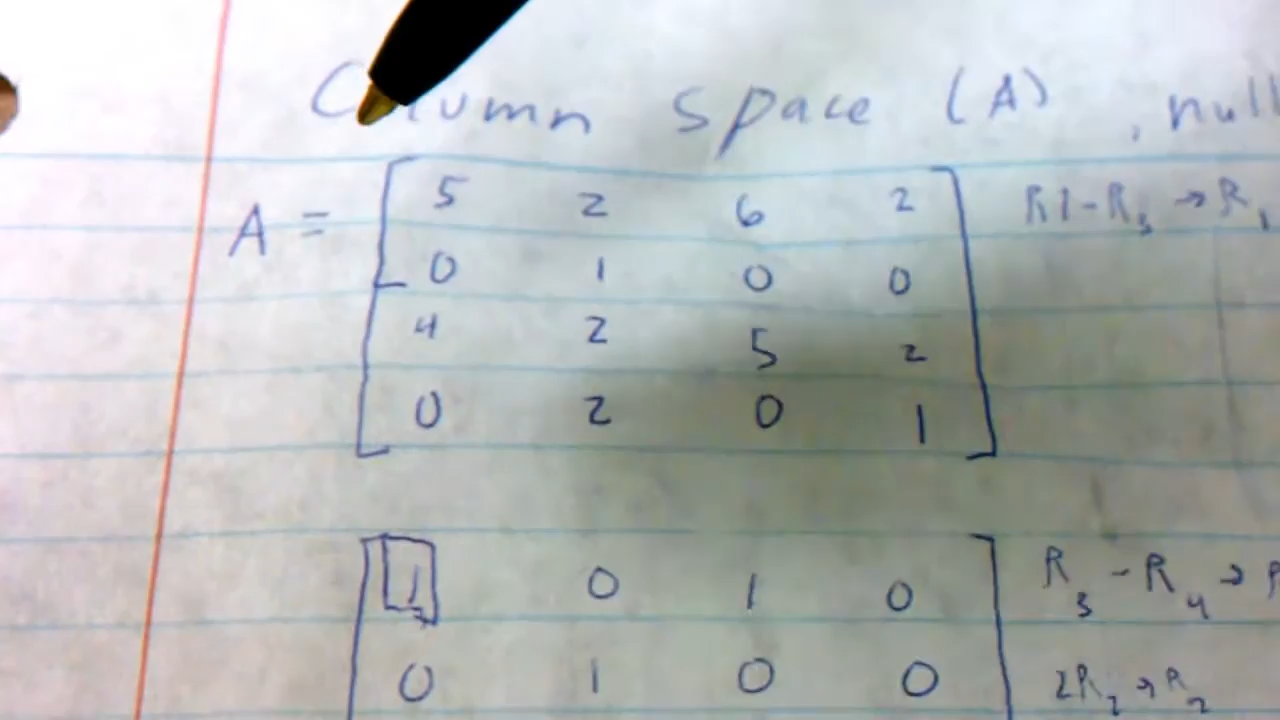 Column Space (A), null
A = [ 5 2 6 2 ] R1-R₃→R₁
0 1 0 0
4 2 5 2
0 2 0 1
[ 1 0 1 0 ] R₃-R₄→
0 1 0 0 2R₂→R₂